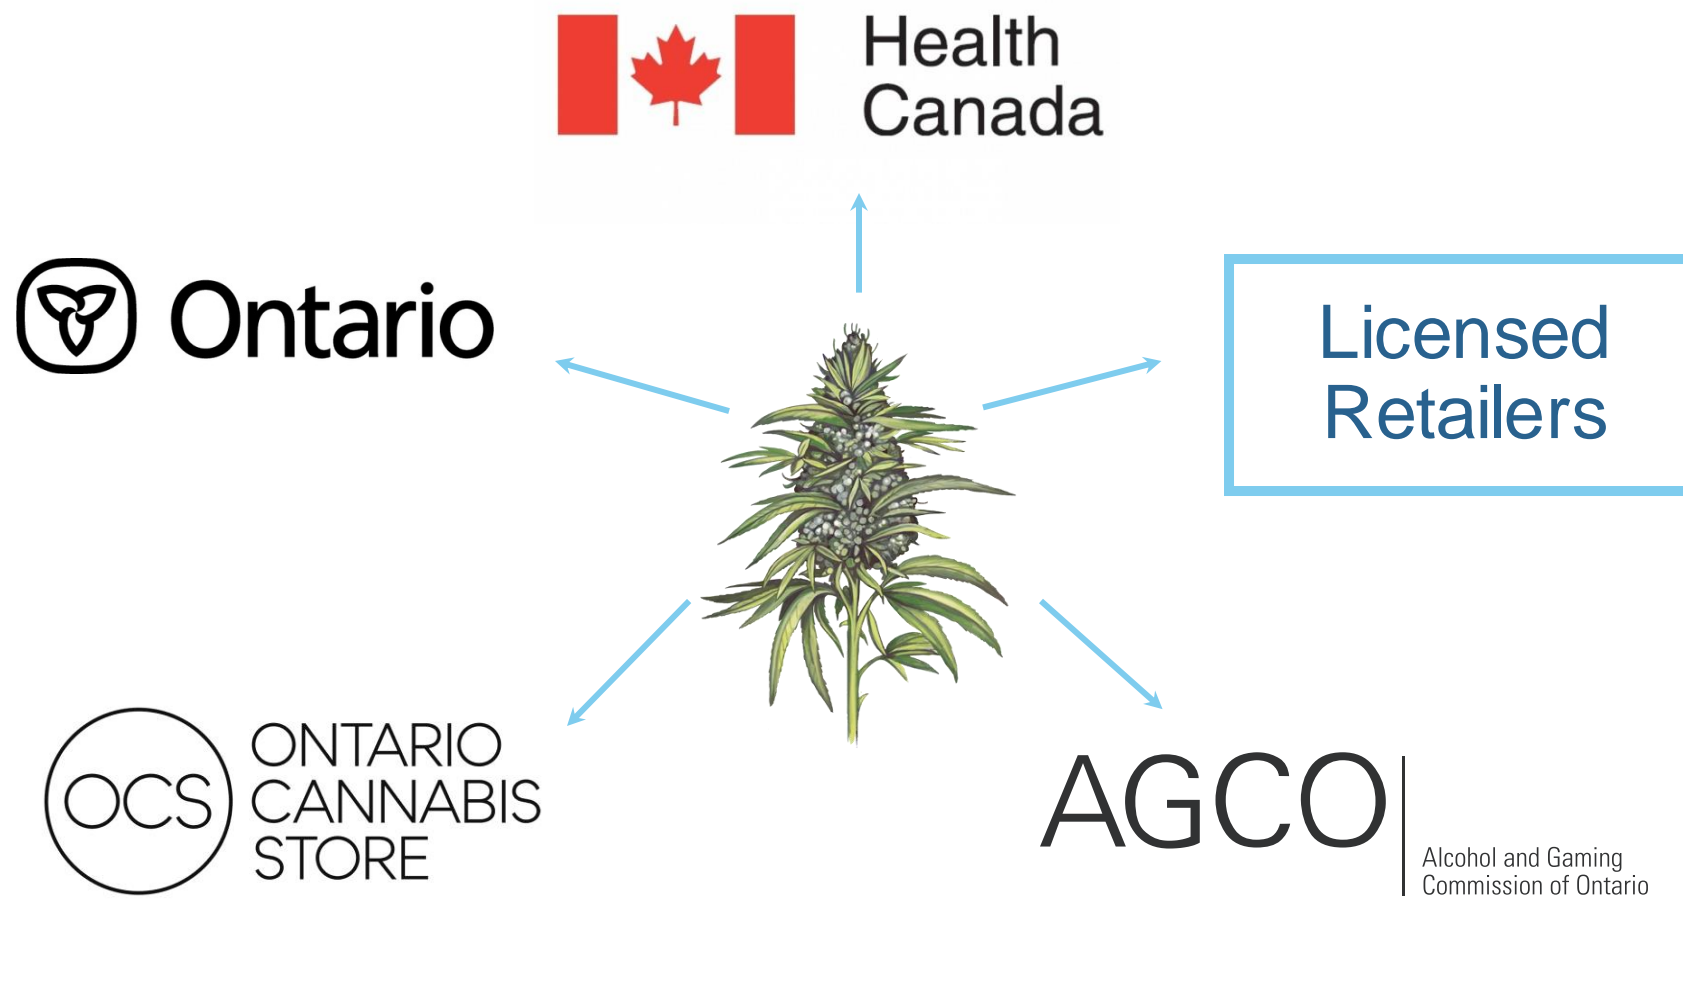 Health
Canada
Ontario
Licensed
Retailers
OCS
ONTARIO
CANNABIS
STORE
AGCO
Alcohol and Gaming
Commission of Ontario